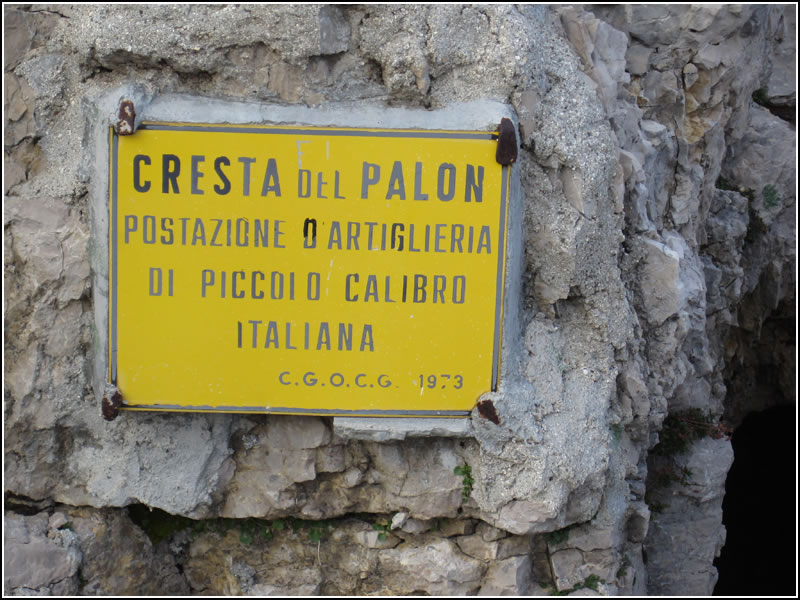 CRESTA DEL PALON
POSTAZIONE D'ARTIGLIERIA
DI PICCOLO CALIBRO
ITALIANA
C.G.O.C.G. 1973